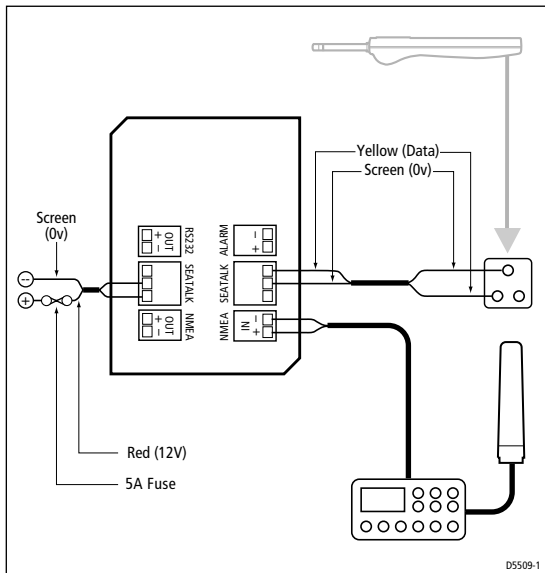 Yellow (Data)
Screen (0v)
Screen
(0v)
−
+
RS232
OUT
+ −
ALARM
− +
SEATALK
SEATALK
NMEA
OUT
+ −
NMEA
IN
− +
Red (12V)
5A Fuse
D5509-1